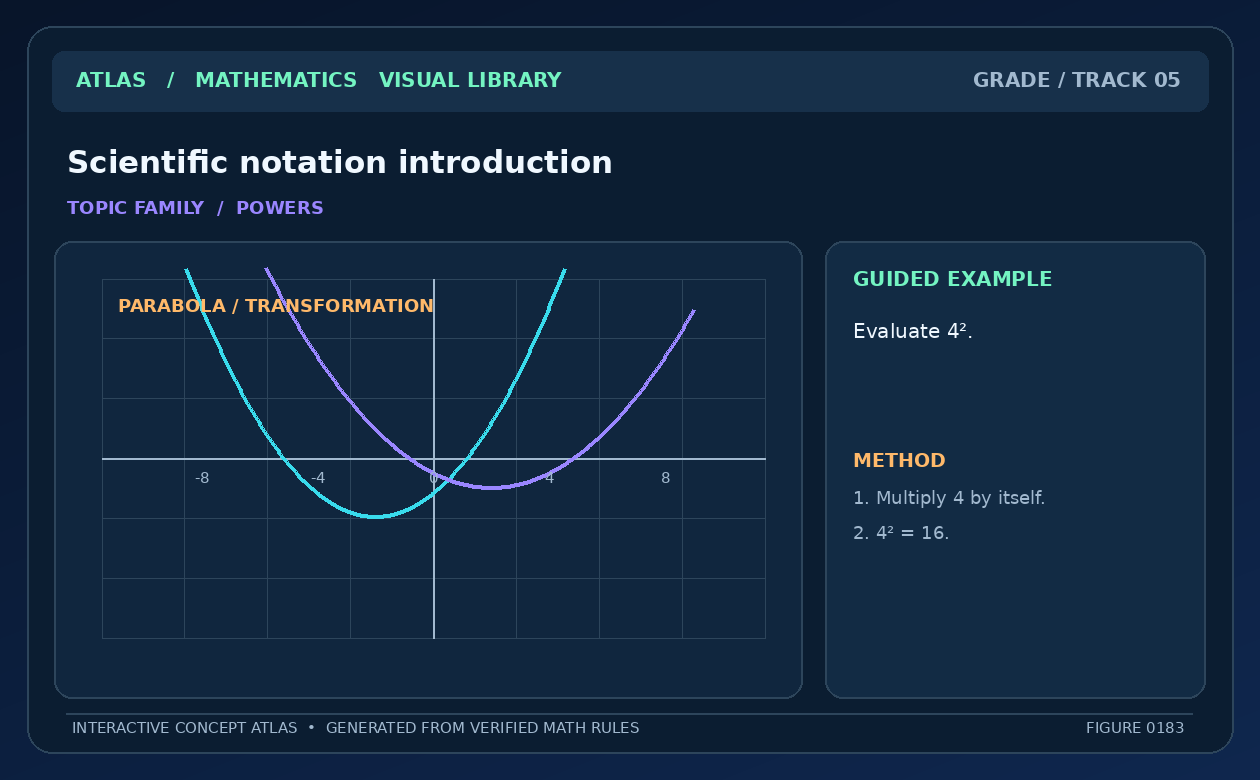 ATLAS / MATHEMATICS VISUAL LIBRARY
GRADE / TRACK 05
Scientific notation introduction
TOPIC FAMILY / POWERS
PARABOLA / TRANSFORMATION
-8 -4 0 4 8
GUIDED EXAMPLE
Evaluate 4².
METHOD
1. Multiply 4 by itself.
2. 4² = 16.
INTERACTIVE CONCEPT ATLAS • GENERATED FROM VERIFIED MATH RULES
FIGURE 0183